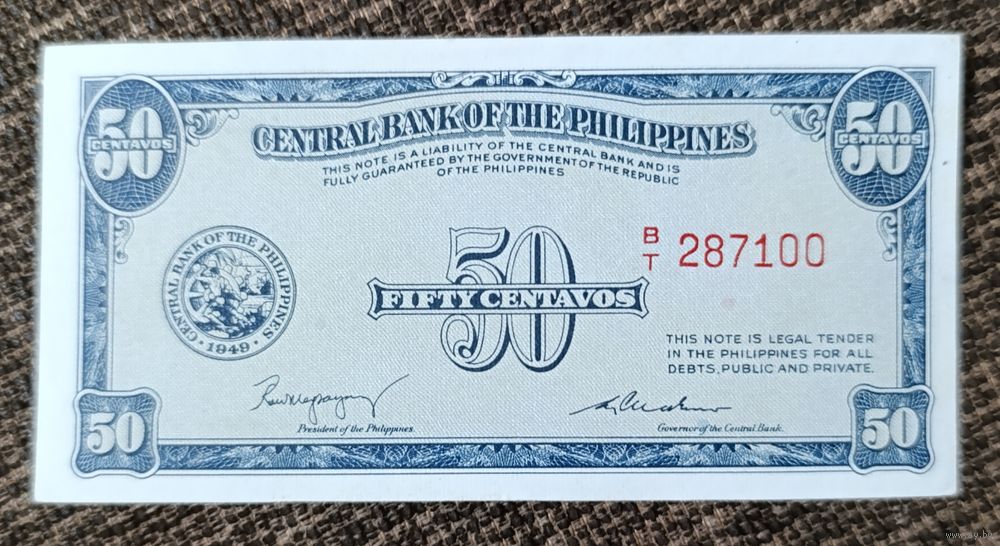 50
CENTAVOS
50
CENTAVOS
CENTRAL BANK OF THE PHILIPPINES
THIS NOTE IS A LIABILITY OF THE CENTRAL BANK AND IS
FULLY GUARANTEED BY THE GOVERNMENT OF THE REPUBLIC
OF THE PHILIPPINES
CENTRAL BANK OF THE PHILIPPINES
· 1949 ·
50
FIFTY CENTAVOS
B/T 287100
THIS NOTE IS LEGAL TENDER
IN THE PHILIPPINES FOR ALL
DEBTS, PUBLIC AND PRIVATE.
President of the Philippines.
Governor of the Central Bank.
50
50